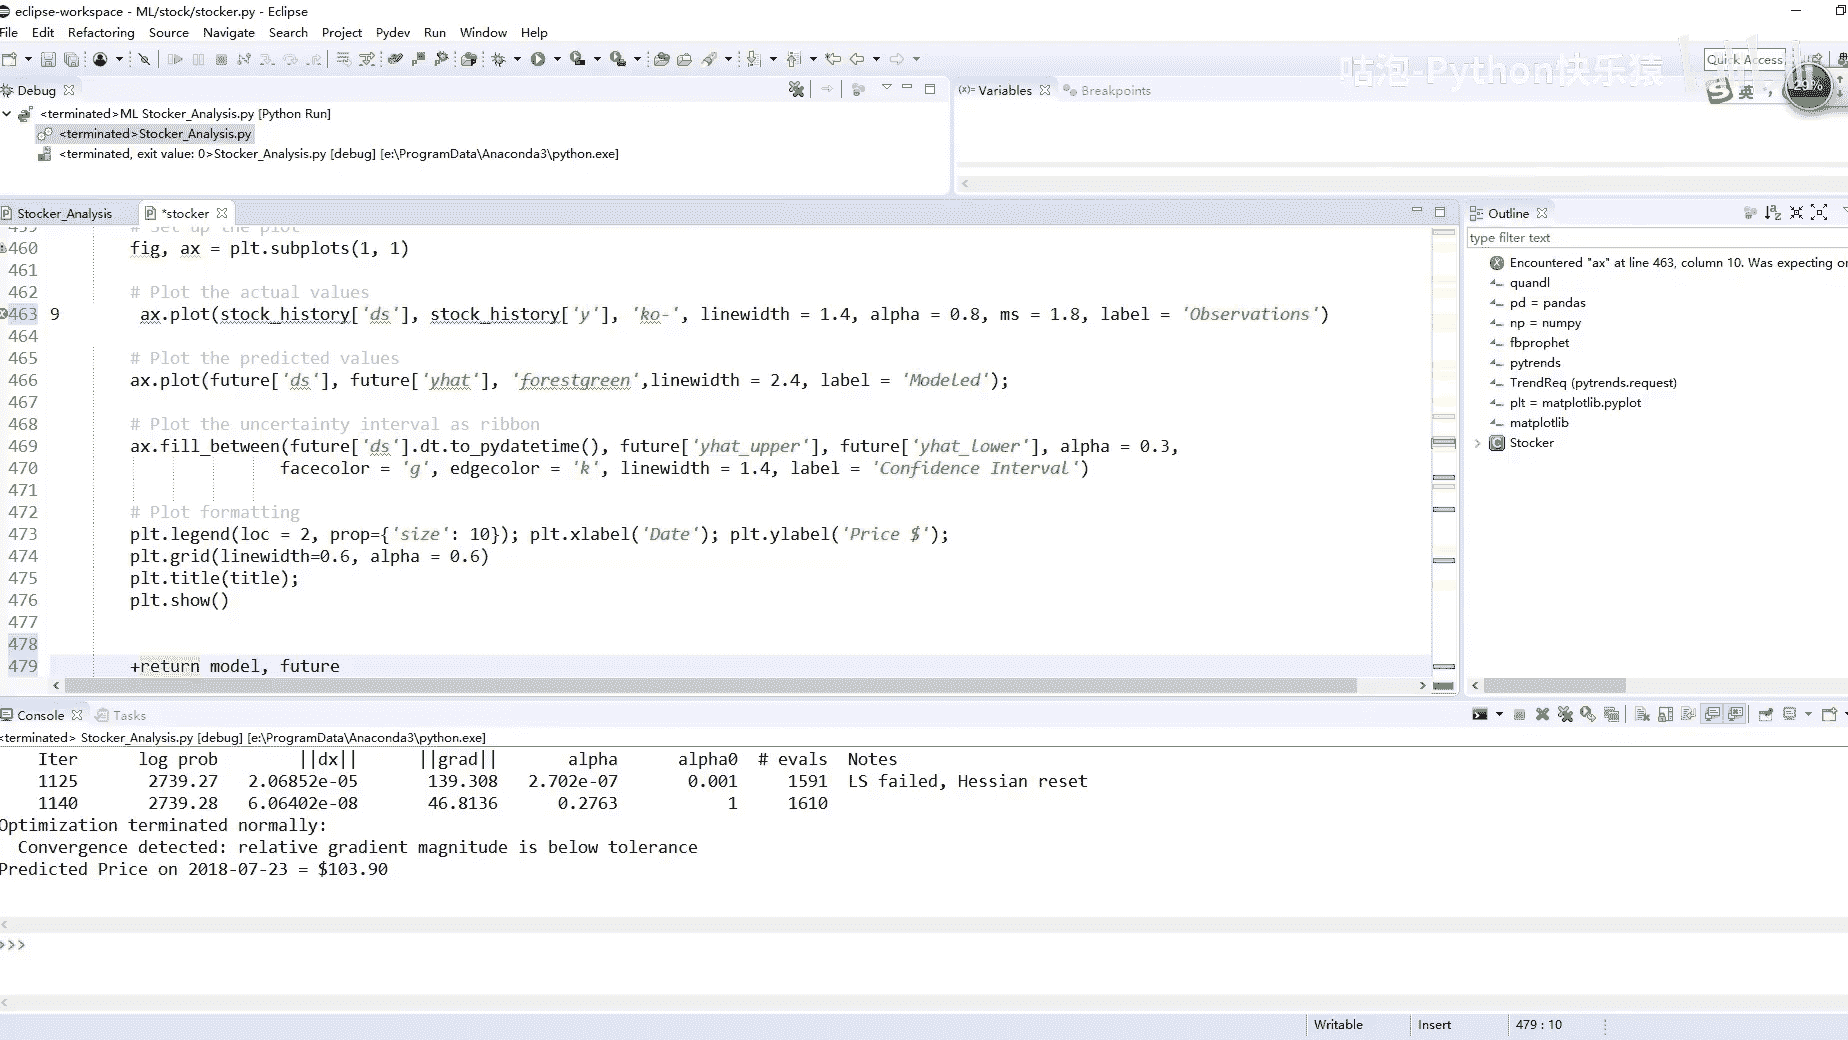 eclipse-workspace - ML/stock/stocker.py - Eclipse
File Edit Refactoring Source Navigate Search Project Pydev Run Window Help
咕泡-Python快乐猿
Quick Access
英
Debug
<terminated>ML Stocker_Analysis.py [Python Run]
<terminated>Stocker_Analysis.py
<terminated, exit value: 0>Stocker_Analysis.py [debug] [e:\ProgramData\Anaconda3\python.exe]
(x)= Variables Breakpoints
Stocker_Analysis *stocker
459 # Set up the plot
460 fig, ax = plt.subplots(1, 1)
461
462 # Plot the actual values
463 9 ax.plot(stock_history['ds'], stock_history['y'], 'ko-', linewidth = 1.4, alpha = 0.8, ms = 1.8, label = 'Observations')
464
465 # Plot the predicted values
466 ax.plot(future['ds'], future['yhat'], 'forestgreen',linewidth = 2.4, label = 'Modeled');
467
468 # Plot the uncertainty interval as ribbon
469 ax.fill_between(future['ds'].dt.to_pydatetime(), future['yhat_upper'], future['yhat_lower'], alpha = 0.3,
470 facecolor = 'g', edgecolor = 'k', linewidth = 1.4, label = 'Confidence Interval')
471
472 # Plot formatting
473 plt.legend(loc = 2, prop={'size': 10}); plt.xlabel('Date'); plt.ylabel('Price $');
474 plt.grid(linewidth=0.6, alpha = 0.6)
475 plt.title(title);
476 plt.show()
477
478
479 +return model, future
Outline
type filter text
Encountered "ax" at line 463, column 10. Was expecting on
quandl
pd = pandas
np = numpy
fbprophet
pytrends
TrendReq (pytrends.request)
plt = matplotlib.pyplot
matplotlib
Stocker
Console Tasks
<terminated> Stocker_Analysis.py [debug] [e:\ProgramData\Anaconda3\python.exe]
Iter log prob ||dx|| ||grad|| alpha alpha0 # evals Notes
1125 2739.27 2.06852e-05 139.308 2.702e-07 0.001 1591 LS failed, Hessian reset
1140 2739.28 6.06402e-08 46.8136 0.2763 1 1610
Optimization terminated normally:
Convergence detected: relative gradient magnitude is below tolerance
Predicted Price on 2018-07-23 = $103.90
>>>
Writable Insert 479 : 10